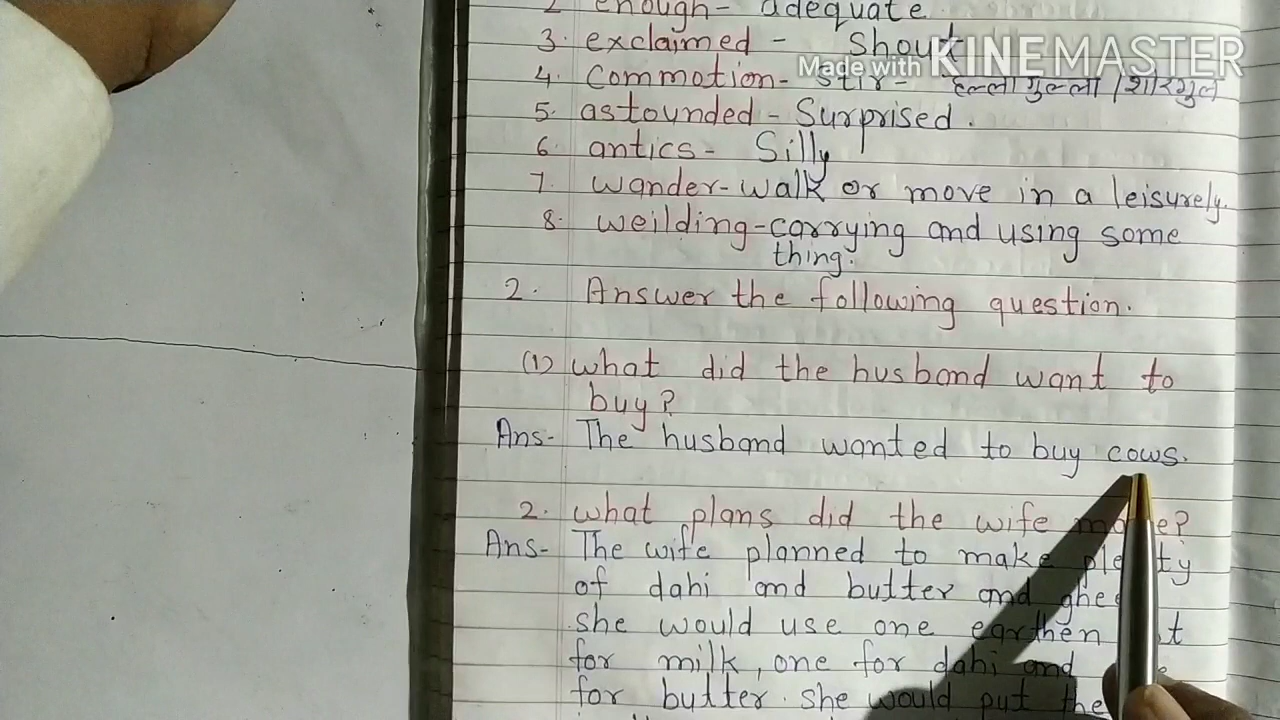 2 enough- adequate
3. exclaimed - Shout
Made with KINEMASTER
4. Commotion- stir- हल्ला गुल्ला / शोरगुल
5. astounded - Surprised.
6. antics- Silly
7. wander-walk or move in a leisurely.
8. weilding-carrying and using some
thing.
2. Answer the following question.
(1) what did the husband want to
buy?
Ans- The husband wanted to buy cows.
2. what plans did the wife
Ans- The wife planned to make
of dahi and butter and
she would use one earthen
for milk, one for dahi and
for butter. she would put the